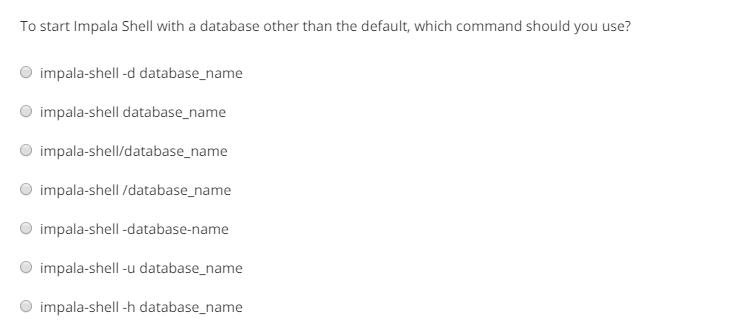 To start Impala Shell with a database other than the default, which command should you use?
impala-shell -d database_name
impala-shell database_name
impala-shell/database_name
impala-shell /database_name
impala-shell -database-name
impala-shell -u database_name
impala-shell -h database_name